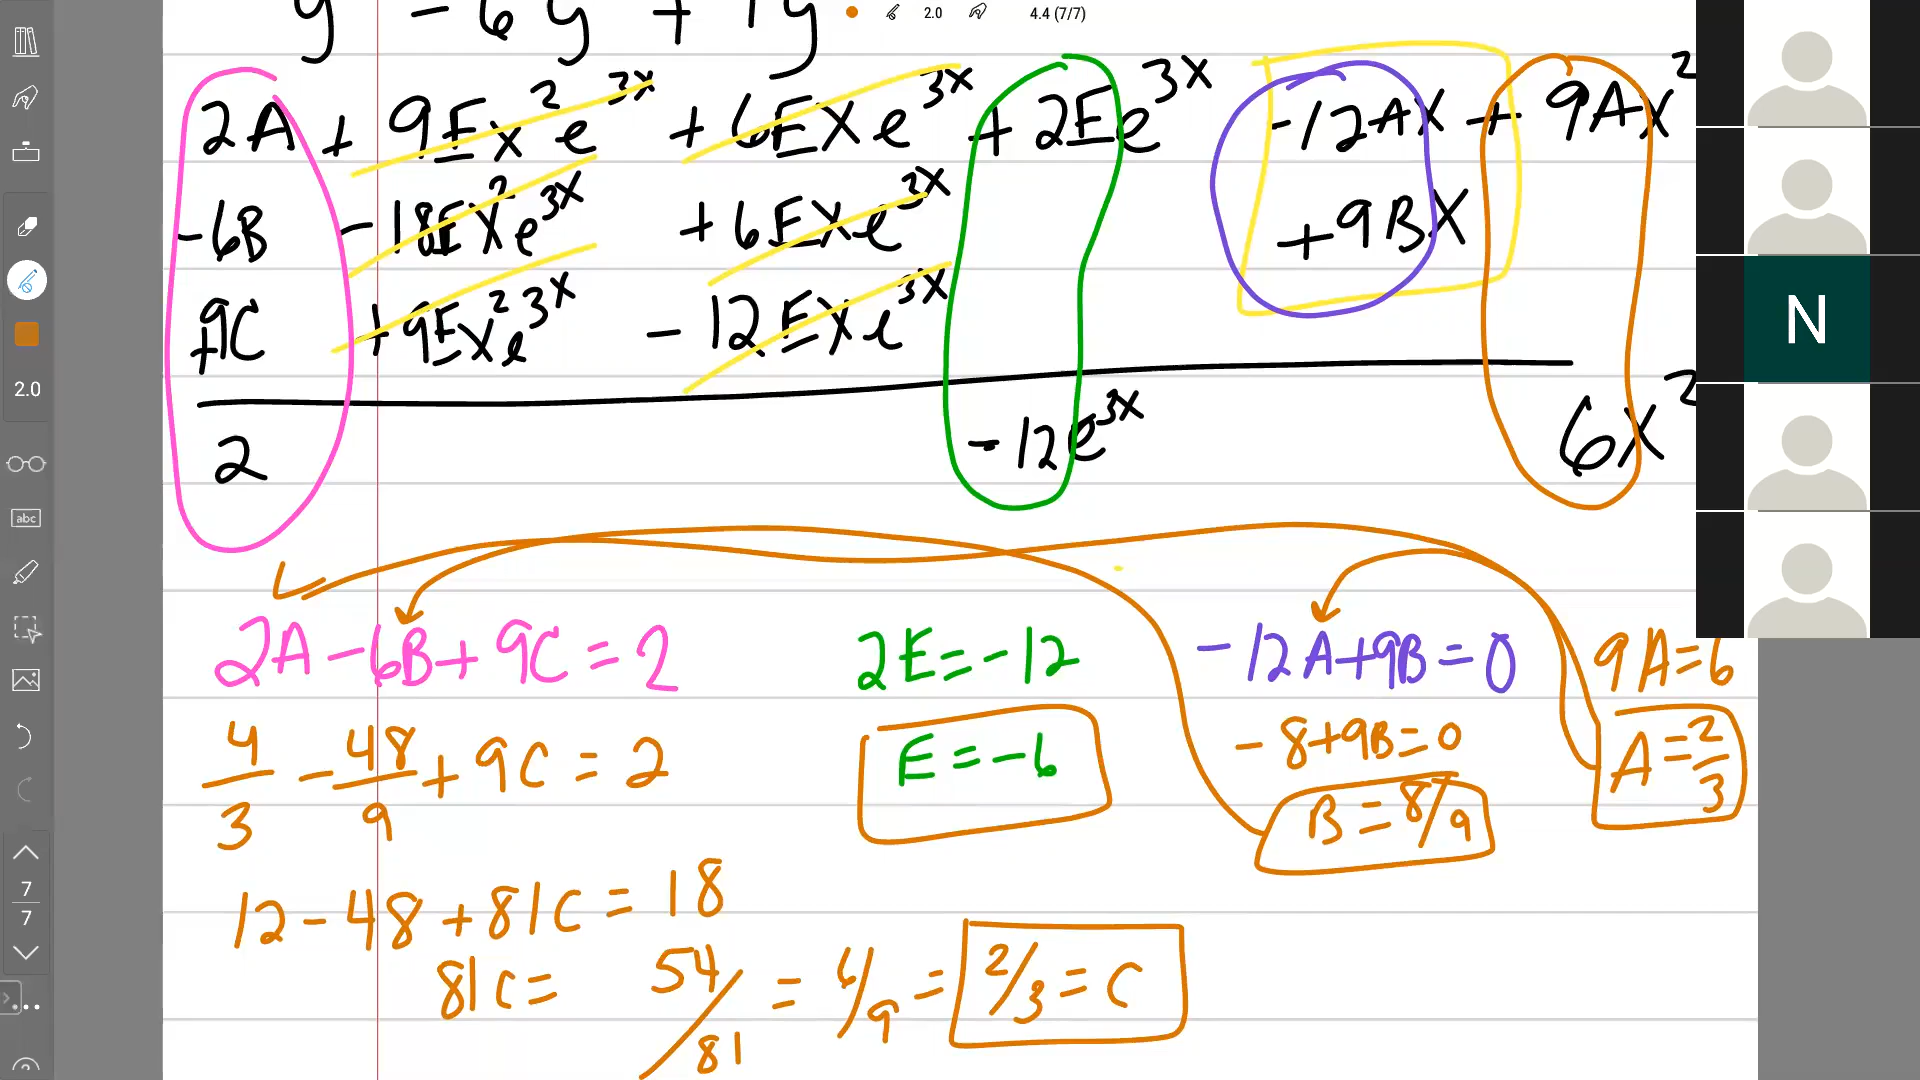 2.0 4.4 (7/7)
y'' - 6y' + 9y
2A + 9Ex²e³ˣ + 6Exe³ˣ + 2Ee³ˣ -12Ax + 9Ax²
-6B -18Ex²e³ˣ +6Exe³ˣ +9Bx
+9C +9Ex²e³ˣ -12Exe³ˣ
2 -12e³ˣ 6x²
N
2.0
abc
2A-6B+9C=2 2E=-12 -12A+9B=0 9A=6
4/3 - 48/9 + 9C = 2 E=-6 -8+9B=0 A=2/3
B=8/9
12-48+81C=18
81C= 54/81 = 6/9 = 2/3=C
7
7